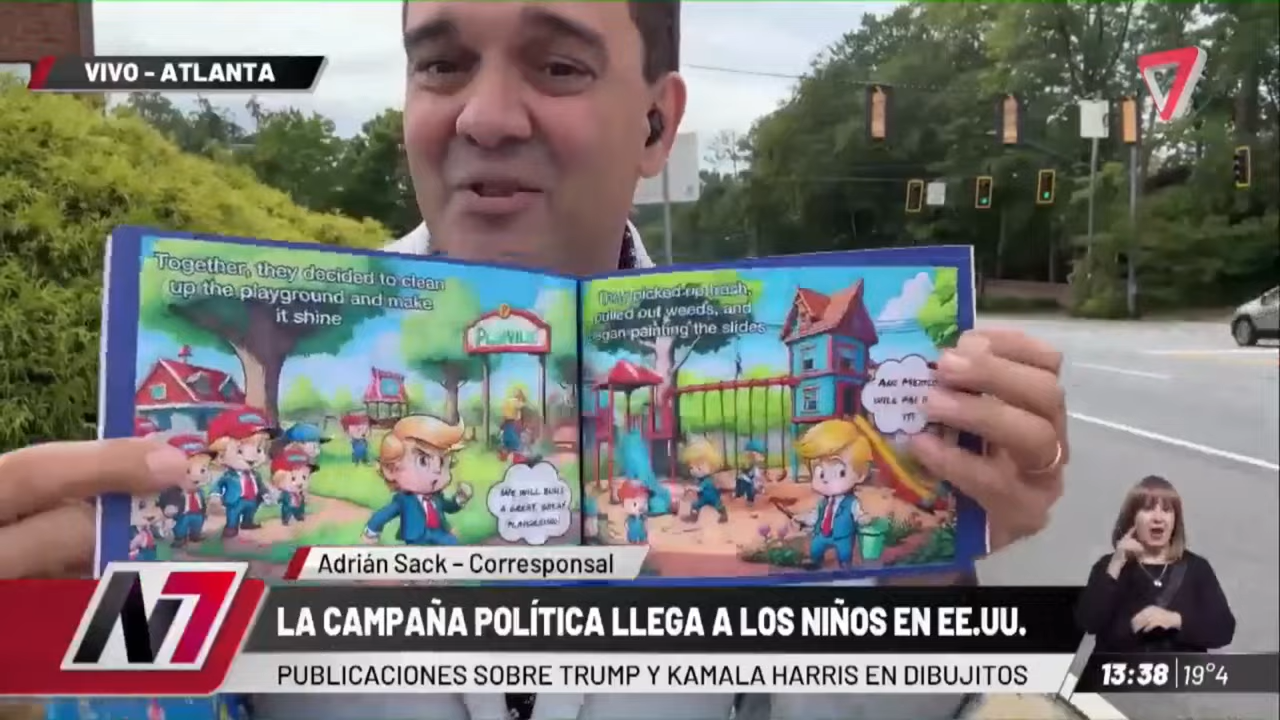 VIVO - ATLANTA
Together, they decided to clean
up the playground and make
it shine
PLAYVILLE
WE WILL BUILD
A GREAT, GREAT
PLAYGROUND!
They picked up trash,
pulled out weeds, and
began painting the slides
AND MEXICO
WILL PAY
IT!
Adrián Sack – Corresponsal
N7
LA CAMPAÑA POLÍTICA LLEGA A LOS NIÑOS EN EE.UU.
PUBLICACIONES SOBRE TRUMP Y KAMALA HARRIS EN DIBUJITOS
13:38 19°4